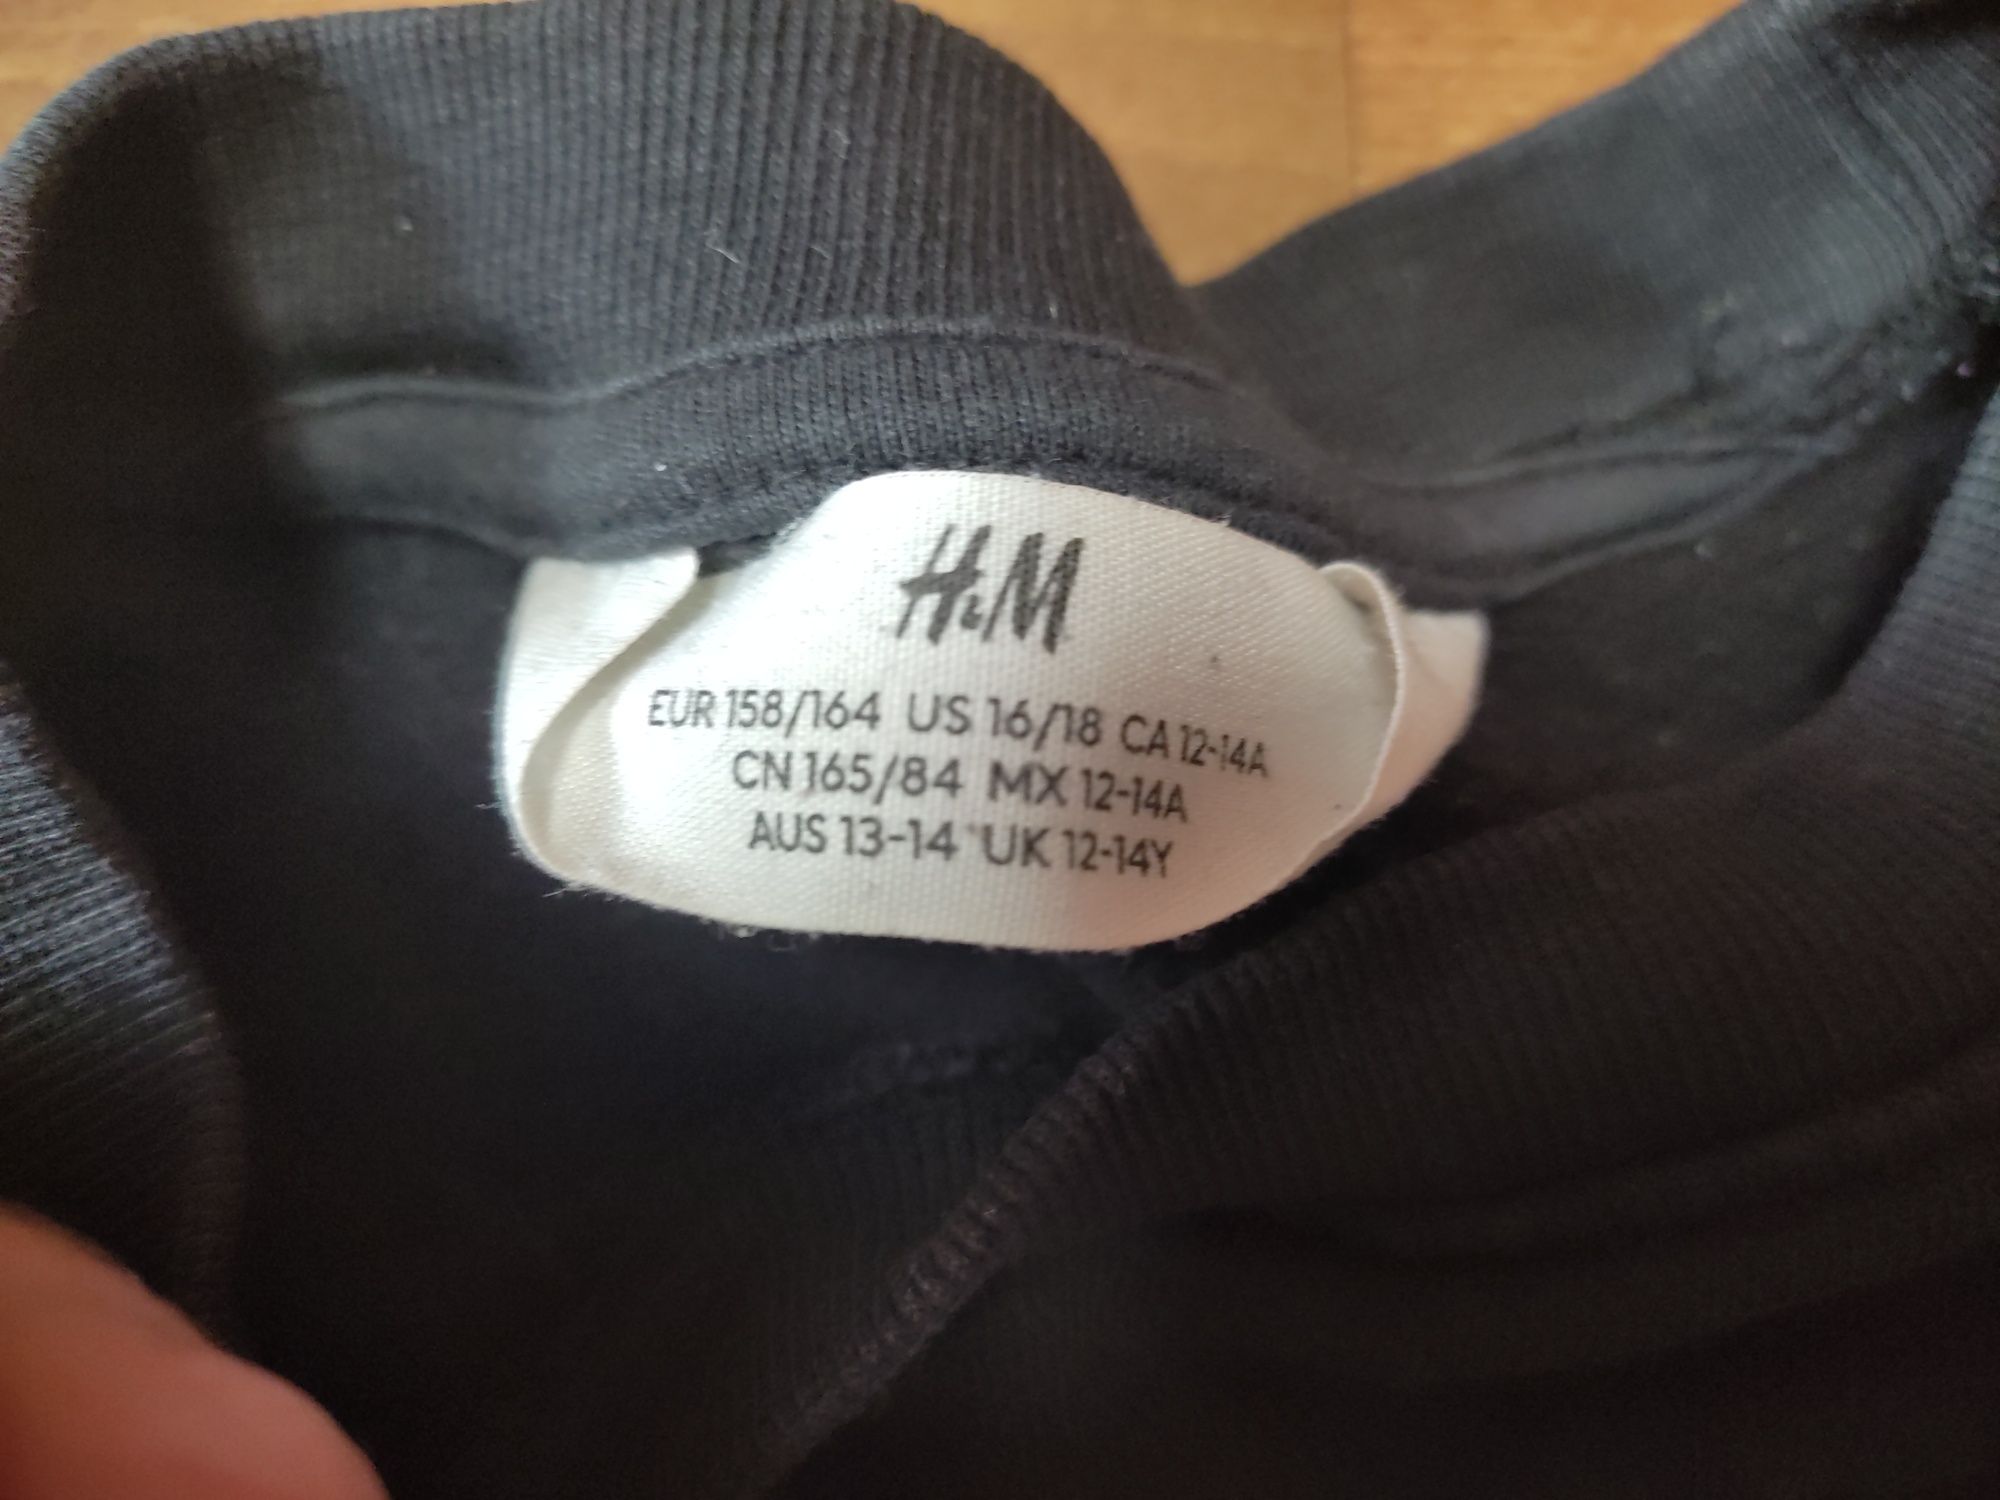 H&M
EUR 158/164 US 16/18 CA 12-14A
CN 165/84 MX 12-14A
AUS 13-14 UK 12-14Y